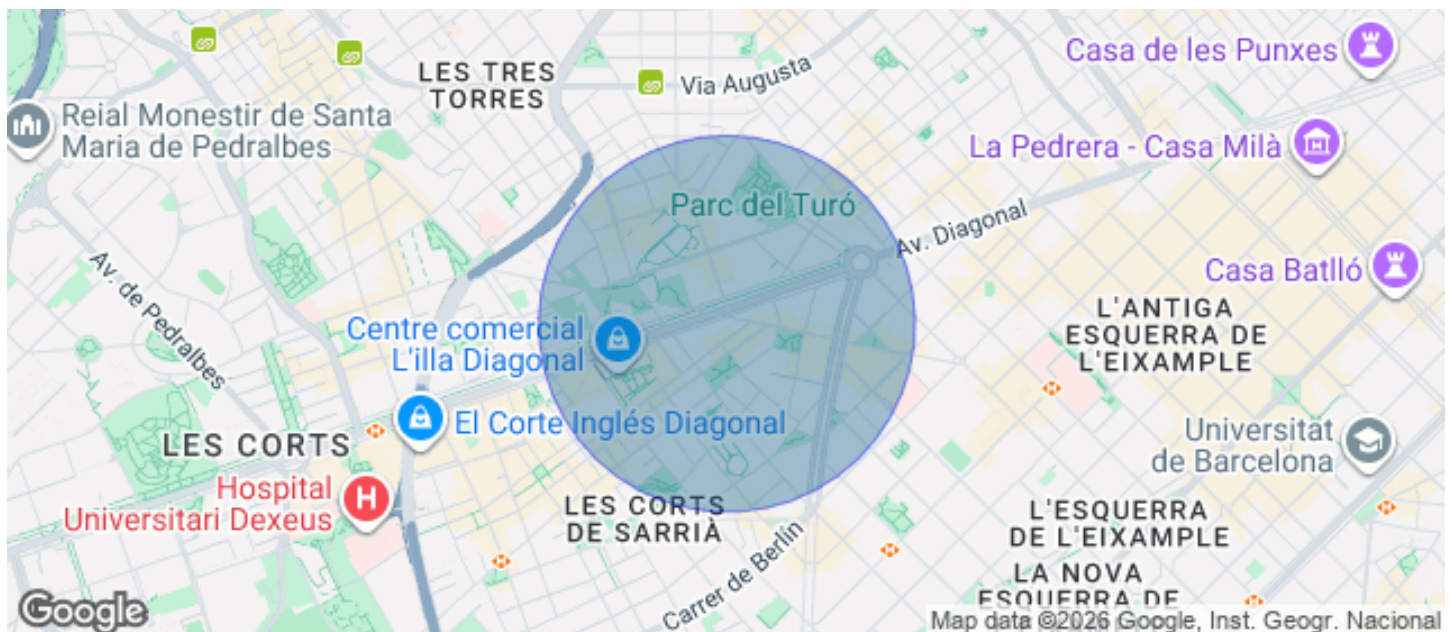 Casa de les Punxes
LES TRES
TORRES
Via Augusta
Reial Monestir de Santa
Maria de Pedralbes
La Pedrera - Casa Milà
Parc del Turó
Av. Diagonal
Av. de Pedralbes
Casa Batlló
L'ANTIGA
ESQUERRA DE
L'EIXAMPLE
Centre comercial
L'illa Diagonal
El Corte Inglés Diagonal
LES CORTS
Universitat
de Barcelona
Hospital
Universitari Dexeus
H
LES CORTS
DE SARRIÀ
L'ESQUERRA
DE L'EIXAMPLE
Carrer de Berlín
LA NOVA
ESQUERRA DE
Google
Map data ©2026 Google, Inst. Geogr. Nacional